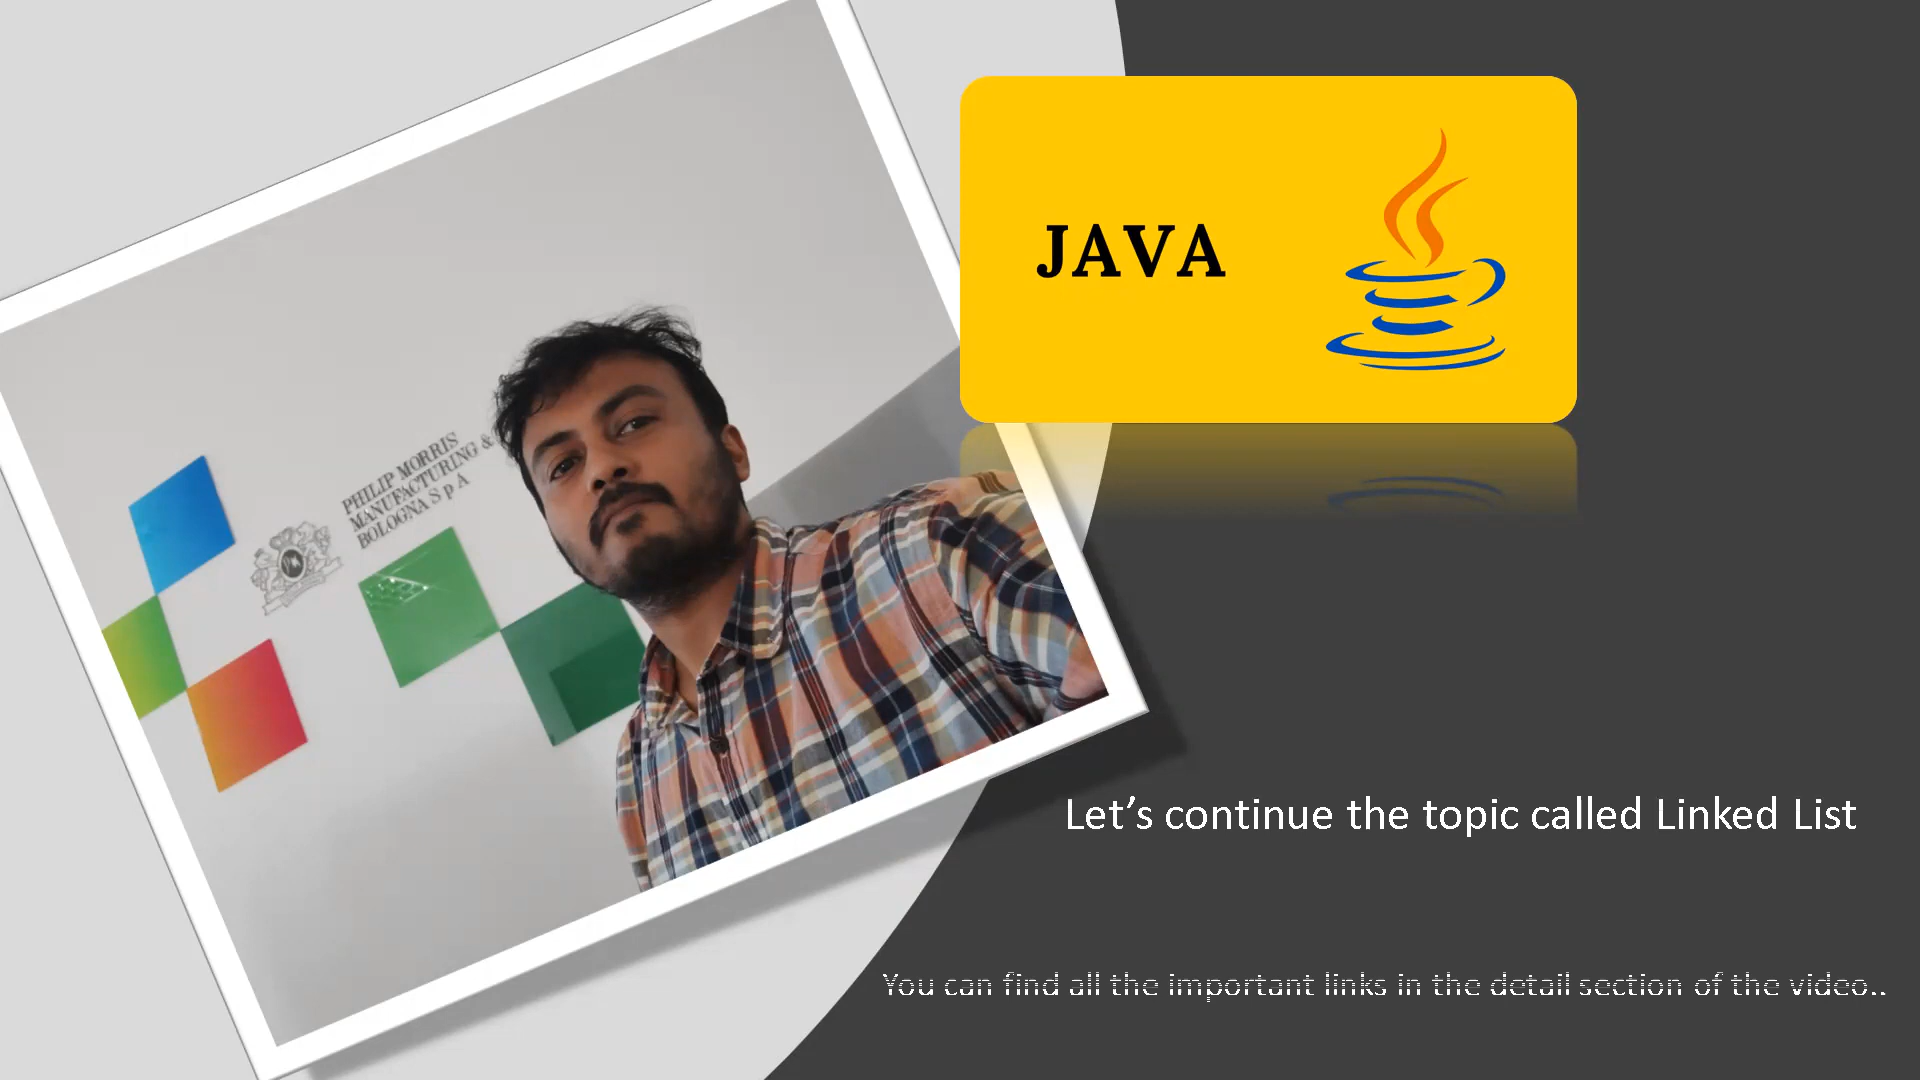 JAVA
PHILIP MORRIS
MANUFACTURING &
BOLOGNA S p A
Let’s continue the topic called Linked List
You can find all the important links in the detail section of the video..